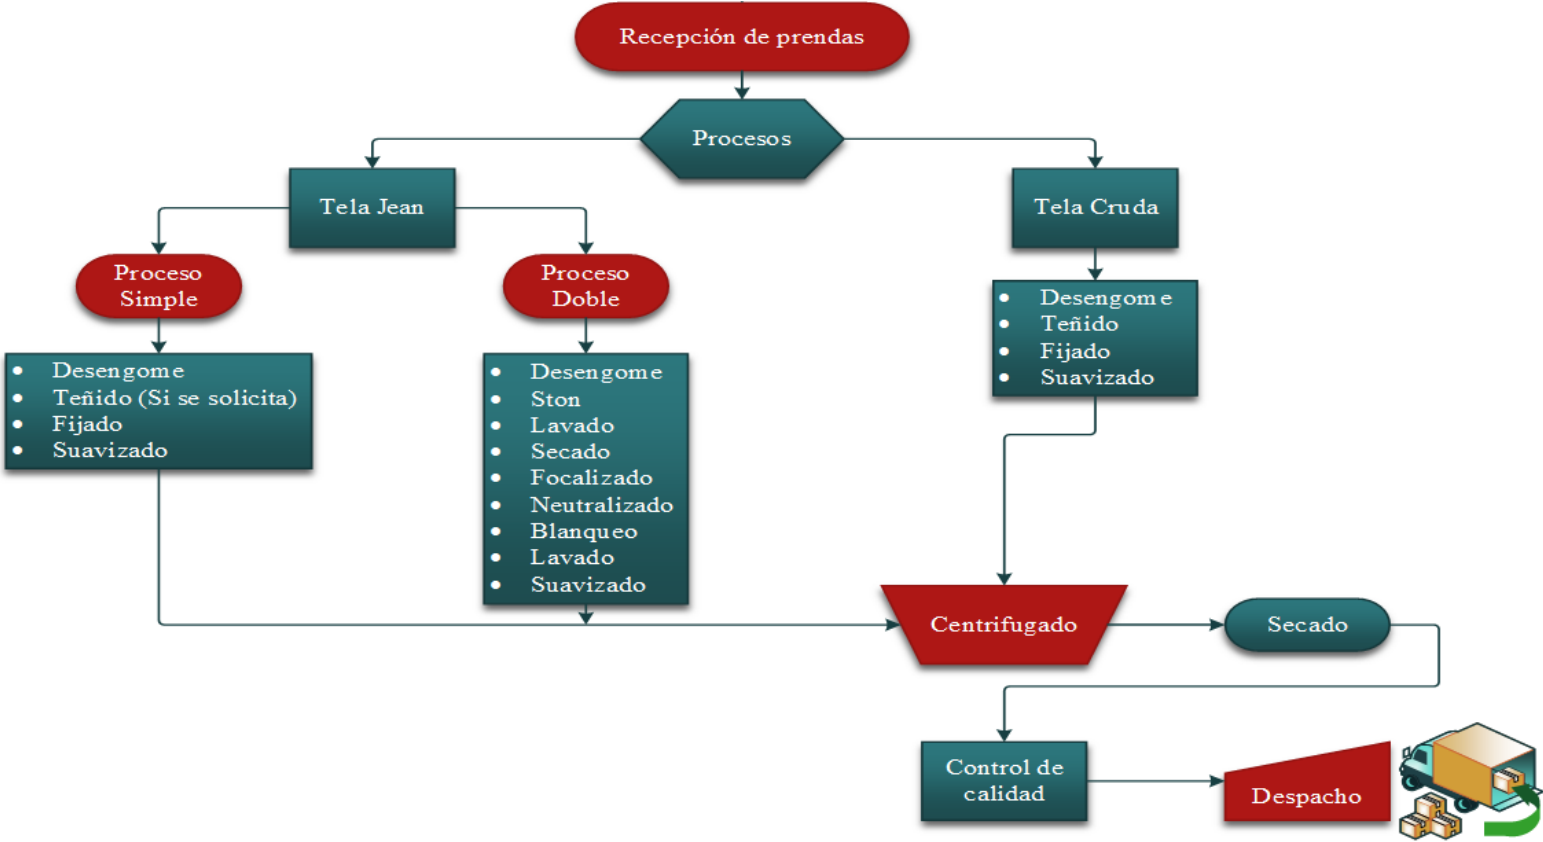 Recepción de prendas
Procesos
Tela Jean
Tela Cruda
Proceso
Simple
Proceso
Doble
• Desengome
• Teñido (Si se solicita)
• Fijado
• Suavizado
• Desengome
• Ston
• Lavado
• Secado
• Focalizado
• Neutralizado
• Blanqueo
• Lavado
• Suavizado
• Desengome
• Teñido
• Fijado
• Suavizado
Centrifugado
Secado
Control de
calidad
Despacho